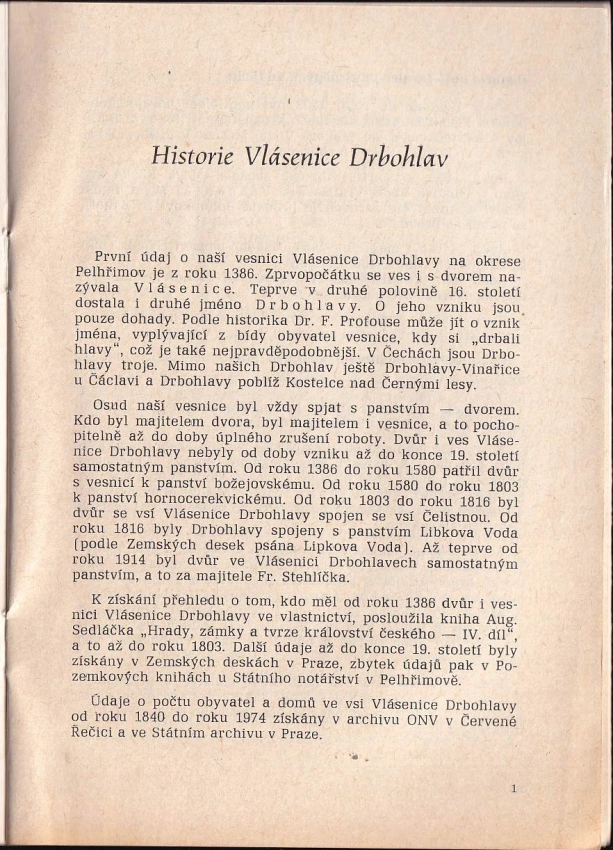 Historie Vlásenice Drbohlav
První údaj o naší vesnici Vlásenice Drbohlavy na okrese
Pelhřimov je z roku 1386. Zprvopočátku se ves i s dvorem na-
zývala Vlásenice. Teprve v druhé polovině 16. století
dostala i druhé jméno Drbohlavy. O jeho vzniku jsou
pouze dohady. Podle historika Dr. F. Profouse může jít o vznik
jména, vyplývající z bídy obyvatel vesnice, kdy si „drbali
hlavy“, což je také nejpravděpodobnější. V Čechách jsou Drbo-
hlavy troje. Mimo našich Drbohlav ještě Drbohlavy-Vinařice
u Čáclavi a Drbohlavy poblíž Kostelce nad Černými lesy.
Osud naší vesnice byl vždy spjat s panstvím — dvorem.
Kdo byl majitelem dvora, byl majitelem i vesnice, a to pocho-
pitelně až do doby úplného zrušení roboty. Dvůr i ves Vláse-
nice Drbohlavy nebyly od doby vzniku až do konce 19. století
samostatným panstvím. Od roku 1386 do roku 1580 patřil dvůr
s vesnicí k panství božejovskému. Od roku 1580 do roku 1803
k panství hornocerekvickému. Od roku 1803 do roku 1816 byl
dvůr se vsí Vlásenice Drbohlavy spojen se vsí Čelistnou. Od
roku 1816 byly Drbohlavy spojeny s panstvím Libkova Voda
(podle Zemských desek psána Lipkova Voda). Až teprve od
roku 1914 byl dvůr ve Vlásenici Drbohlavech samostatným
panstvím, a to za majitele Fr. Stehlíčka.
K získání přehledu o tom, kdo měl od roku 1386 dvůr i ves-
nici Vlásenice Drbohlavy ve vlastnictví, posloužila kniha Aug.
Sedláčka „Hrady, zámky a tvrze království českého — IV. díl“,
a to až do roku 1803. Další údaje až do konce 19. století byly
získány v Zemských deskách v Praze, zbytek údajů pak v Po-
zemkových knihách u Státního notářství v Pelhřimově.
Údaje o počtu obyvatel a domů ve vsi Vlásenice Drbohlavy
od roku 1840 do roku 1974 získány v archivu ONV v Červené
Řečici a ve Státním archivu v Praze.
1